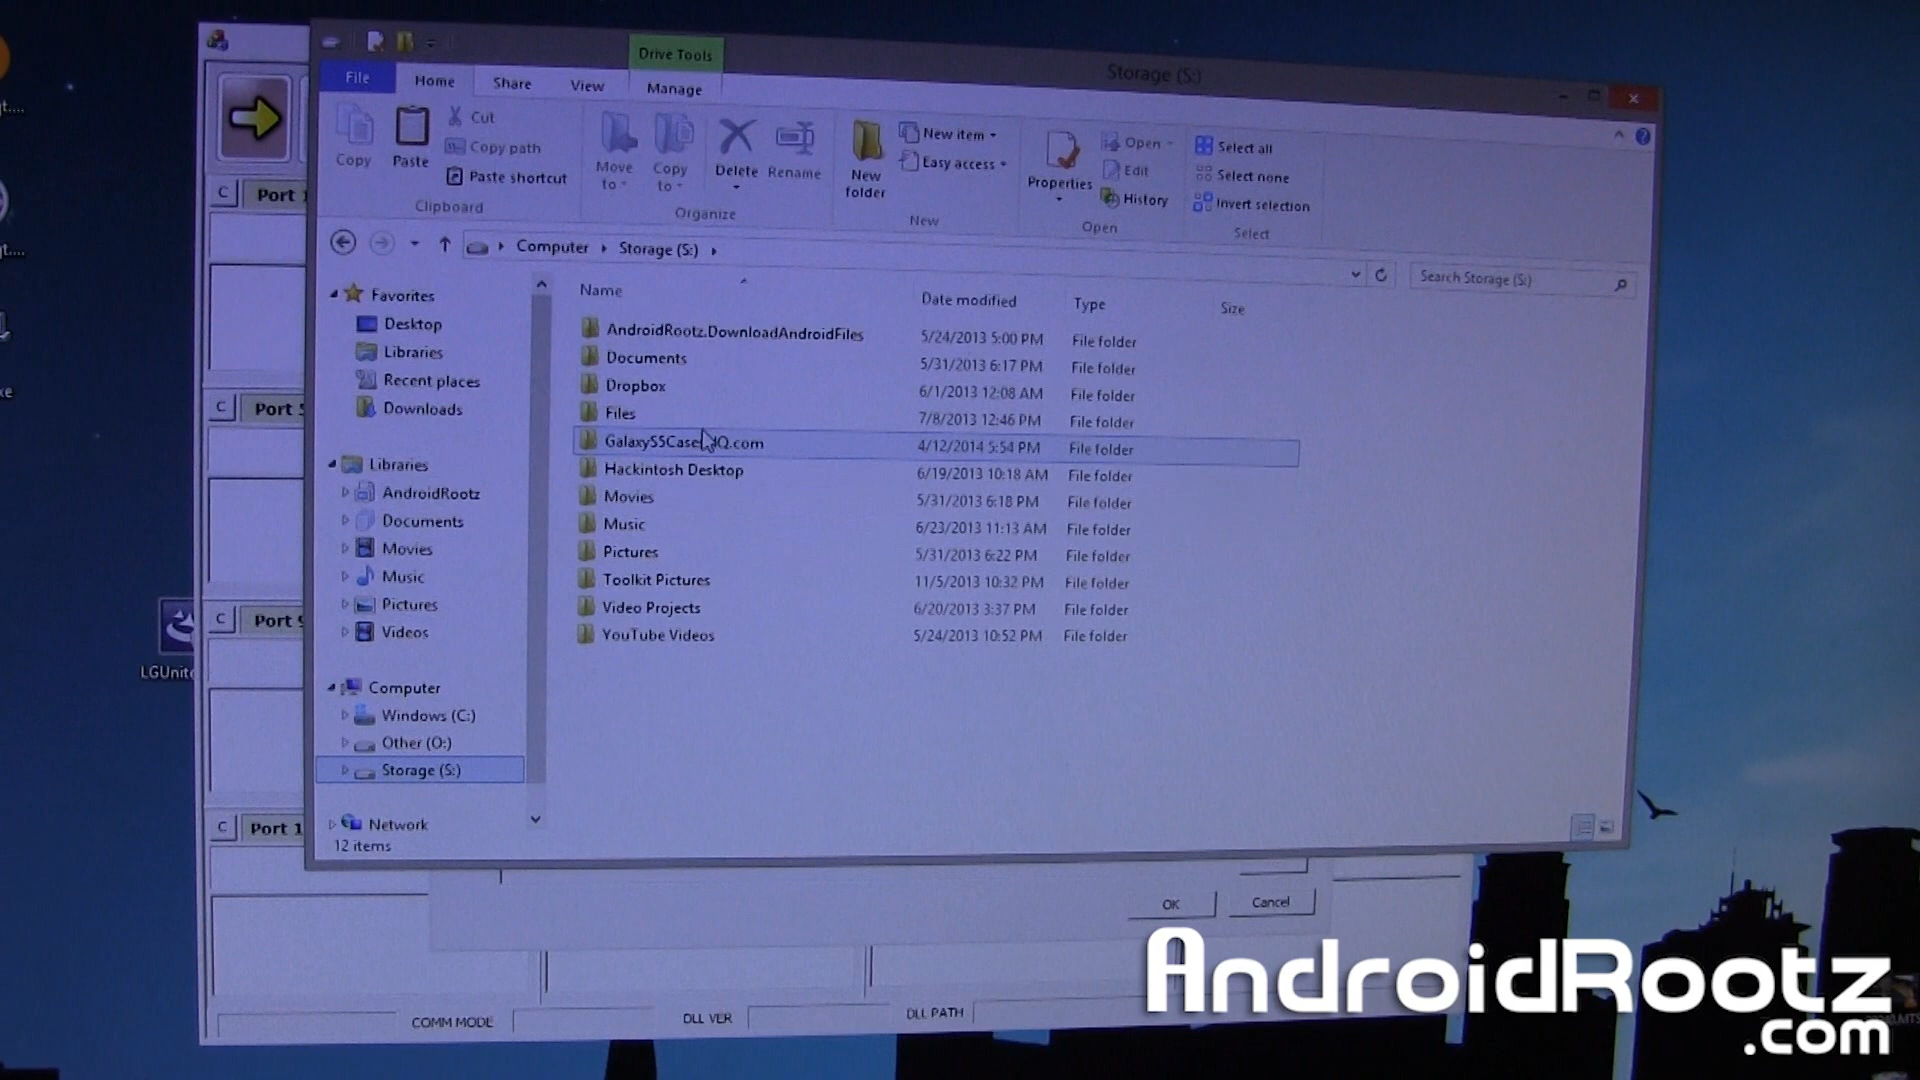 Drive Tools
Storage (S:)
File Home Share View Manage
Copy
Paste
Cut
Copy path
Paste shortcut
Clipboard
Move to
Copy to
Delete
Rename
Organize
New folder
New item
Easy access
New
Properties
Open
Edit
History
Open
Select all
Select none
Invert selection
Select
Computer Storage (S:)
Search Storage (S:)
Favorites
Desktop
Libraries
Recent places
Downloads
Libraries
AndroidRootz
Documents
Movies
Music
Pictures
Videos
Computer
Windows (C:)
Other (O:)
Storage (S:)
Network
12 items
Name Date modified Type Size
AndroidRootz.DownloadAndroidFiles 5/24/2013 5:00 PM File folder
Documents 5/31/2013 6:17 PM File folder
Dropbox 6/1/2013 12:08 AM File folder
Files 7/8/2013 12:46 PM File folder
4/12/2014 5:54 PM File folder
Hackintosh Desktop 6/19/2013 10:18 AM File folder
Movies 5/31/2013 6:18 PM File folder
Music 6/23/2013 11:13 AM File folder
Pictures 5/31/2013 6:22 PM File folder
Toolkit Pictures 11/5/2013 10:32 PM File folder
Video Projects 6/20/2013 3:37 PM File folder
YouTube Videos 5/24/2013 10:52 PM File folder
C Port
C Port
C Port
C Port 1
LGUnite
OK Cancel
COMM MODE DLL VER DLL PATH
AndroidRootz
.com